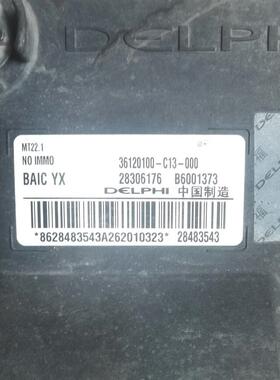 DELPHI
MT22.1
NO IMMO
36120100-C13-000
BAIC YX
28306176 B6001373
DELPHI 中国制造
*8628483543A262010323* 28483543